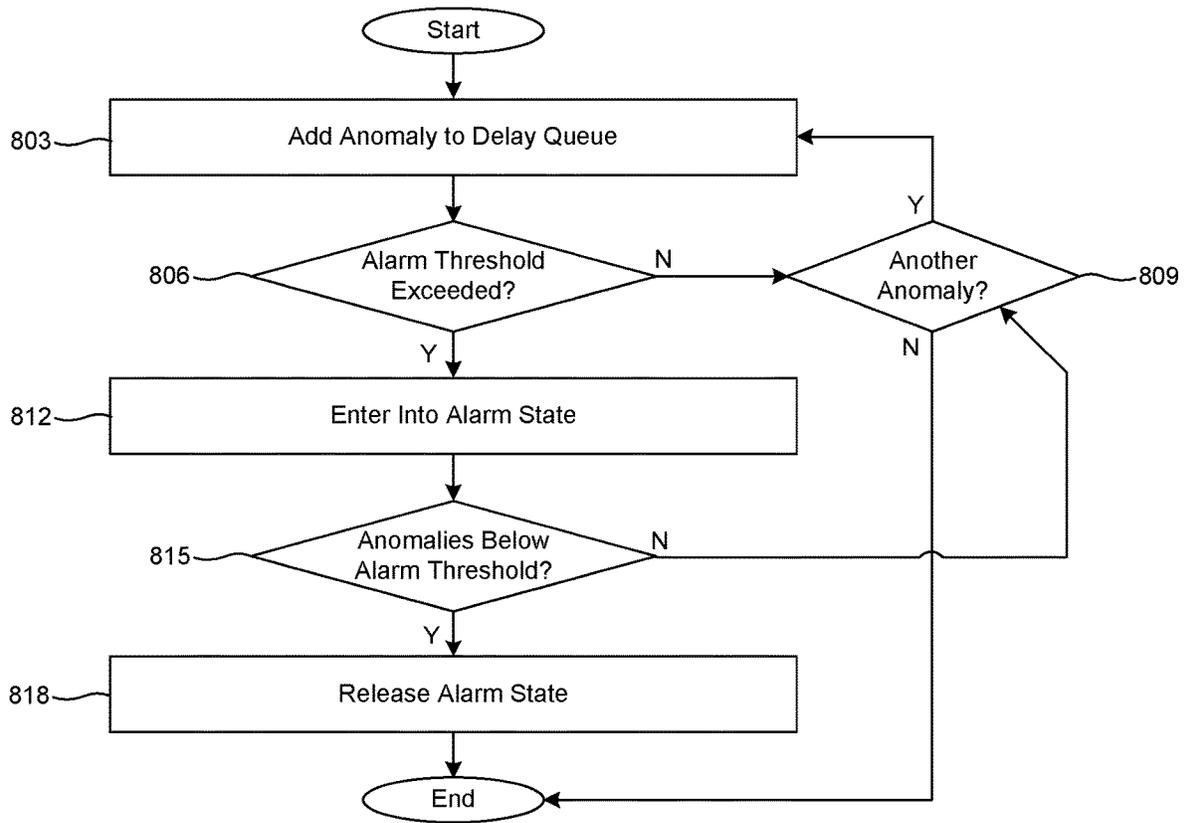 Start
803
Add Anomaly to Delay Queue
Y
806
Alarm Threshold
Exceeded?
N
Another
Anomaly?
809
Y
N
812
Enter Into Alarm State
815
Anomalies Below
Alarm Threshold?
N
Y
818
Release Alarm State
End